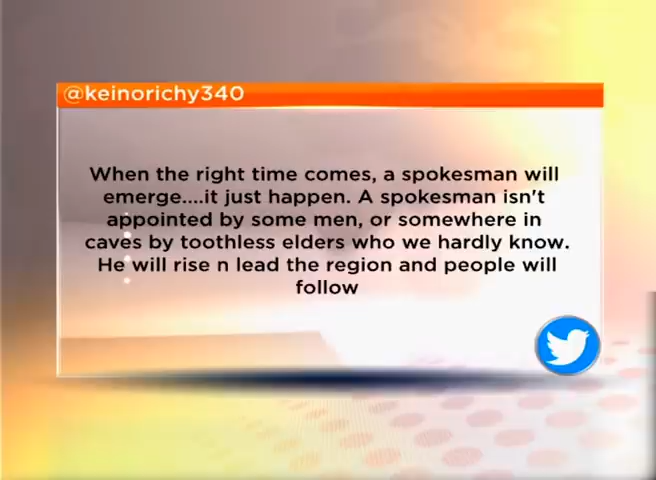 @keinorichy340
When the right time comes, a spokesman will
emerge....it just happen. A spokesman isn't
appointed by some men, or somewhere in
caves by toothless elders who we hardly know.
He will rise n lead the region and people will
follow